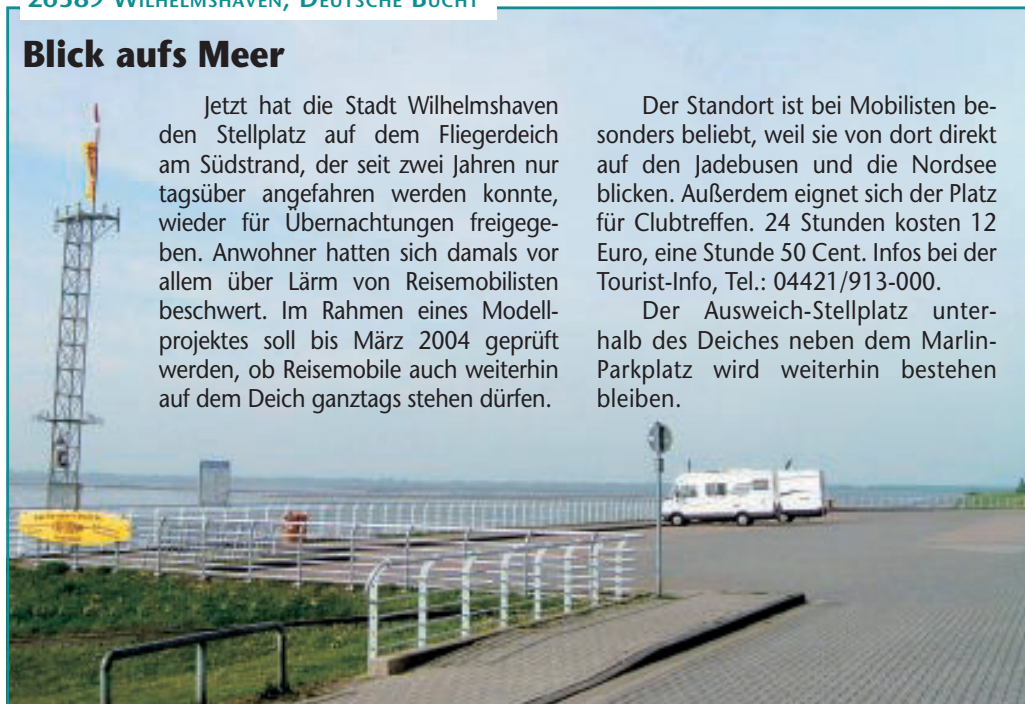 26389 WILHELMSHAVEN, DEUTSCHE BUCHT
Blick aufs Meer
Jetzt hat die Stadt Wilhelmshaven
den Stellplatz auf dem Fliegerdeich
am Südstrand, der seit zwei Jahren nur
tagsüber angefahren werden konnte,
wieder für Übernachtungen freigege-
ben. Anwohner hatten sich damals vor
allem über Lärm von Reisemobilisten
beschwert. Im Rahmen eines Modell-
projektes soll bis März 2004 geprüft
werden, ob Reisemobile auch weiterhin
auf dem Deich ganztags stehen dürfen.
Der Standort ist bei Mobilisten be-
sonders beliebt, weil sie von dort direkt
auf den Jadebusen und die Nordsee
blicken. Außerdem eignet sich der Platz
für Clubtreffen. 24 Stunden kosten 12
Euro, eine Stunde 50 Cent. Infos bei der
Tourist-Info, Tel.: 04421/913-000.
Der Ausweich-Stellplatz unter-
halb des Deiches neben dem Marlin-
Parkplatz wird weiterhin bestehen
bleiben.